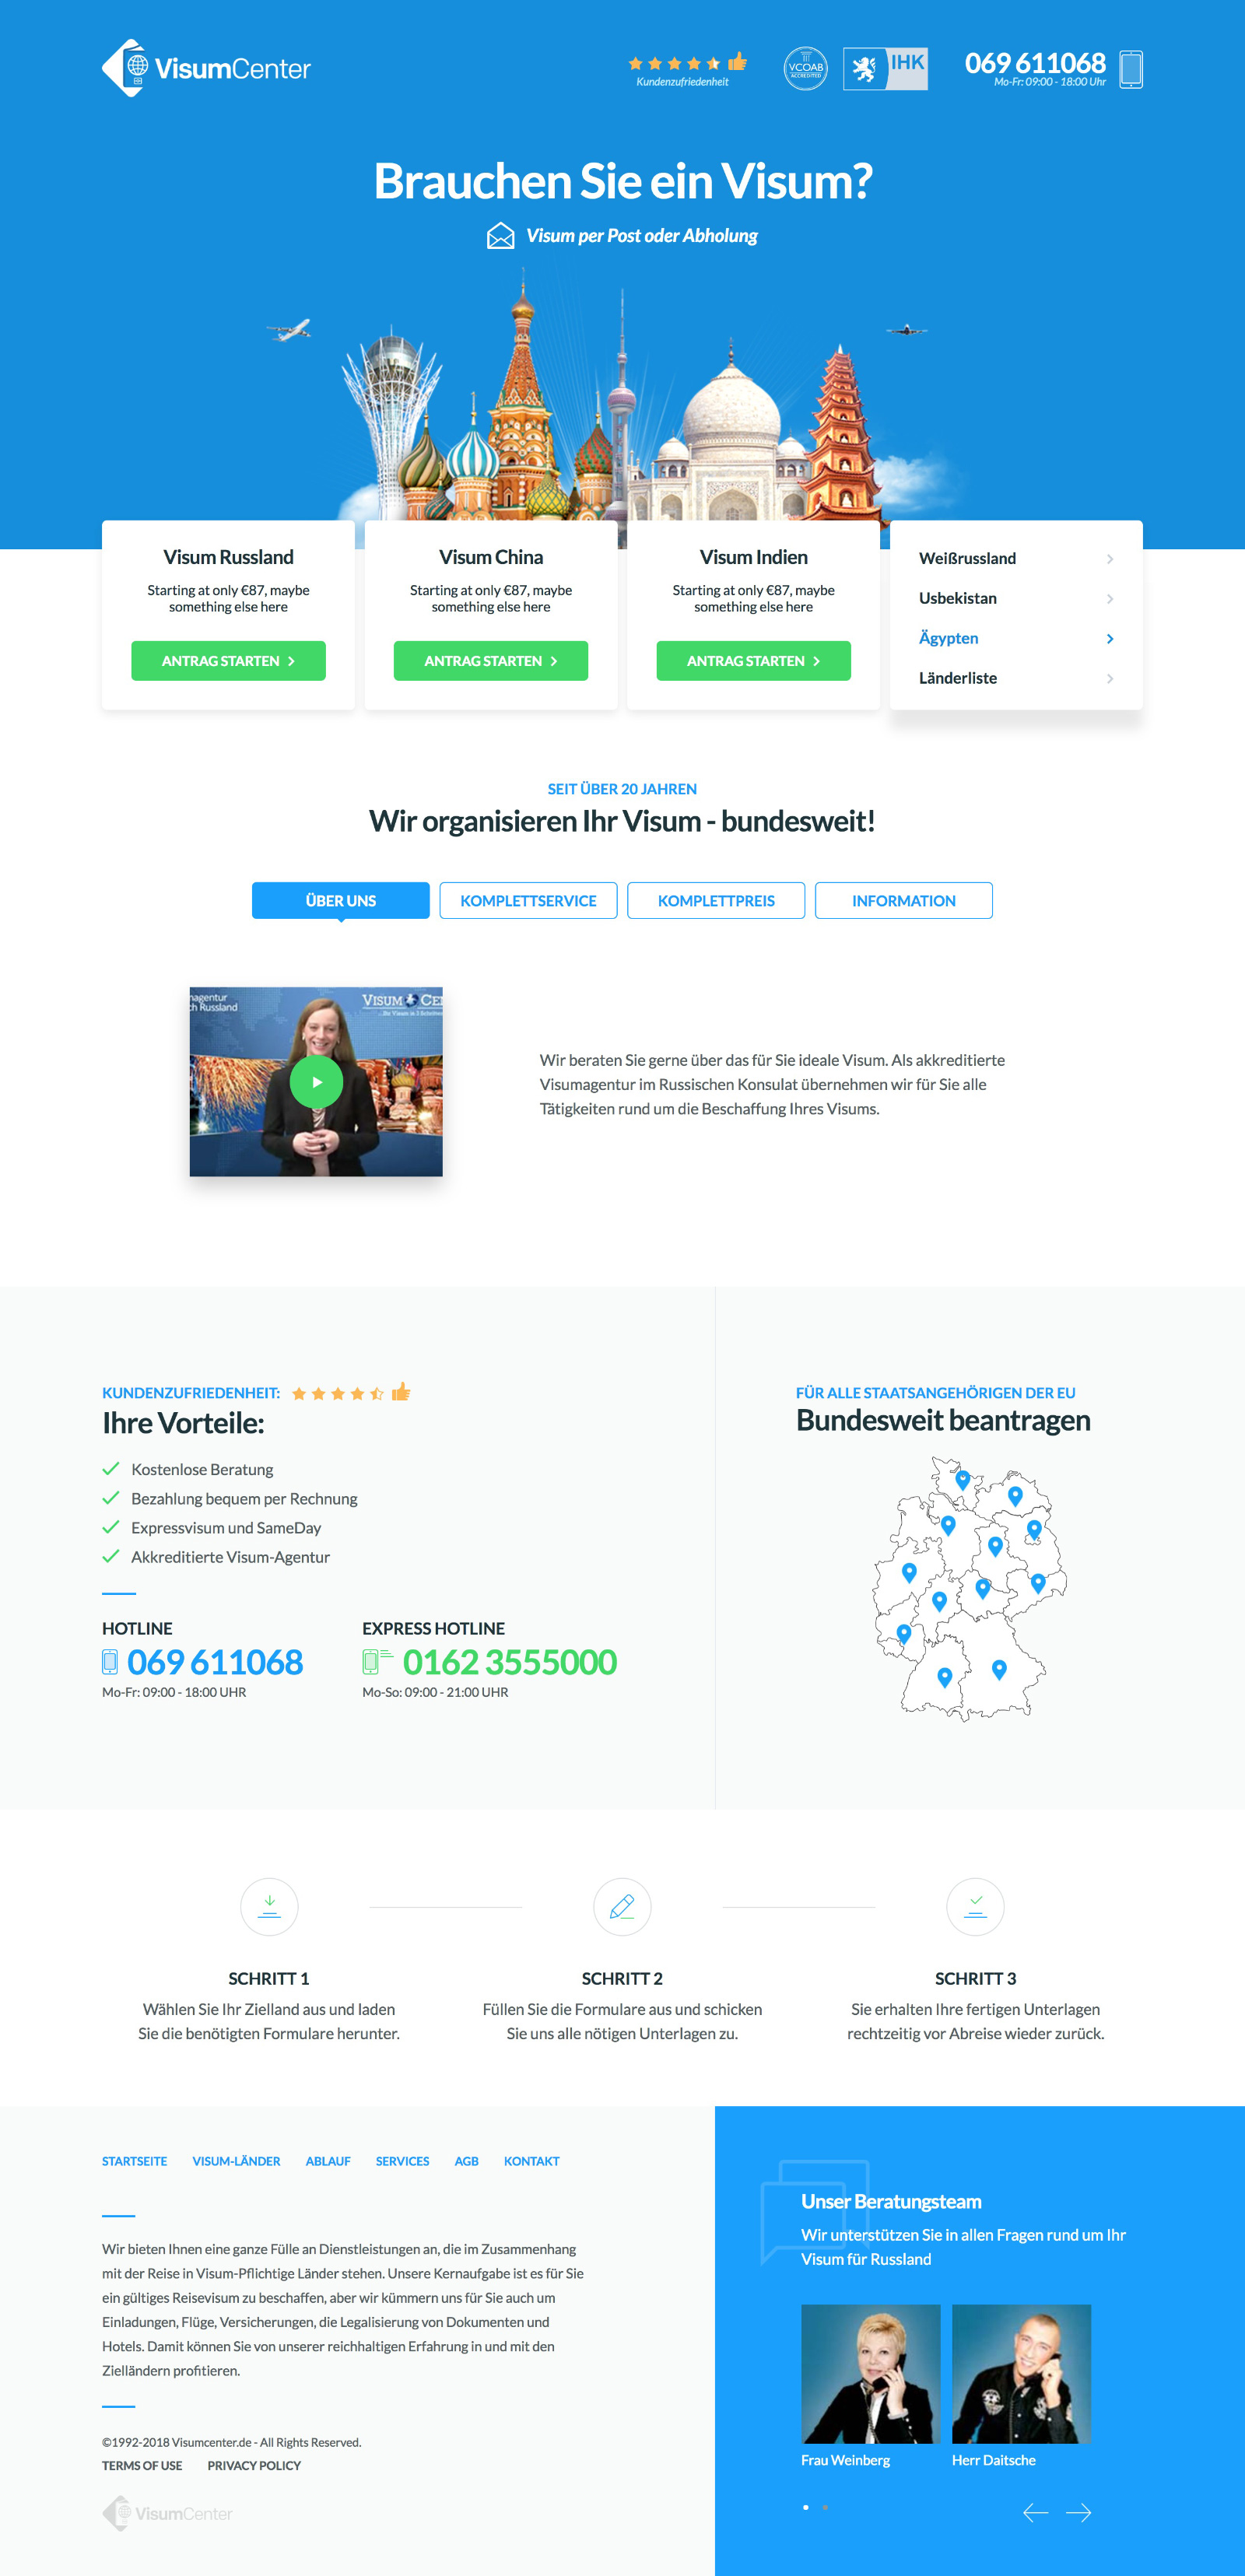 VisumCenter
Kundenzufriedenheit
VCOAB
ACCREDITED
IHK
069 611068
Mo-Fr: 09:00 - 18:00 Uhr
Brauchen Sie ein Visum?
Visum per Post oder Abholung
Visum Russland
Starting at only €87, maybe
something else here
ANTRAG STARTEN
Visum China
Starting at only €87, maybe
something else here
ANTRAG STARTEN
Visum Indien
Starting at only €87, maybe
something else here
ANTRAG STARTEN
Weißrussland
Usbekistan
Ägypten
Länderliste
SEIT ÜBER 20 JAHREN
Wir organisieren Ihr Visum - bundesweit!
ÜBER UNS
KOMPLETTSERVICE
KOMPLETTPREIS
INFORMATION
nagentur
ch Russland
VISUM CE
Ihr Visum in 3 Schritten
Wir beraten Sie gerne über das für Sie ideale Visum. Als akkreditierte
Visumagentur im Russischen Konsulat übernehmen wir für Sie alle
Tätigkeiten rund um die Beschaffung Ihres Visums.
KUNDENZUFRIEDENHEIT:
Ihre Vorteile:
Kostenlose Beratung
Bezahlung bequem per Rechnung
Expressvisum und SameDay
Akkreditierte Visum-Agentur
HOTLINE
069 611068
Mo-Fr: 09:00 - 18:00 UHR
EXPRESS HOTLINE
0162 3555000
Mo-So: 09:00 - 21:00 UHR
FÜR ALLE STAATSANGEHÖRIGEN DER EU
Bundesweit beantragen
SCHRITT 1
Wählen Sie Ihr Zielland aus und laden
Sie die benötigten Formulare herunter.
SCHRITT 2
Füllen Sie die Formulare aus und schicken
Sie uns alle nötigen Unterlagen zu.
SCHRITT 3
Sie erhalten Ihre fertigen Unterlagen
rechtzeitig vor Abreise wieder zurück.
STARTSEITE VISUM-LÄNDER ABLAUF SERVICES AGB KONTAKT
Wir bieten Ihnen eine ganze Fülle an Dienstleistungen an, die im Zusammenhang
mit der Reise in Visum-Pflichtige Länder stehen. Unsere Kernaufgabe ist es für Sie
ein gültiges Reisevisum zu beschaffen, aber wir kümmern uns für Sie auch um
Einladungen, Flüge, Versicherungen, die Legalisierung von Dokumenten und
Hotels. Damit können Sie von unserer reichhaltigen Erfahrung in und mit den
Zielländern profitieren.
©1992-2018 Visumcenter.de - All Rights Reserved.
TERMS OF USE PRIVACY POLICY
VisumCenter
Unser Beratungsteam
Wir unterstützen Sie in allen Fragen rund um Ihr
Visum für Russland
Frau Weinberg
Herr Daitsche